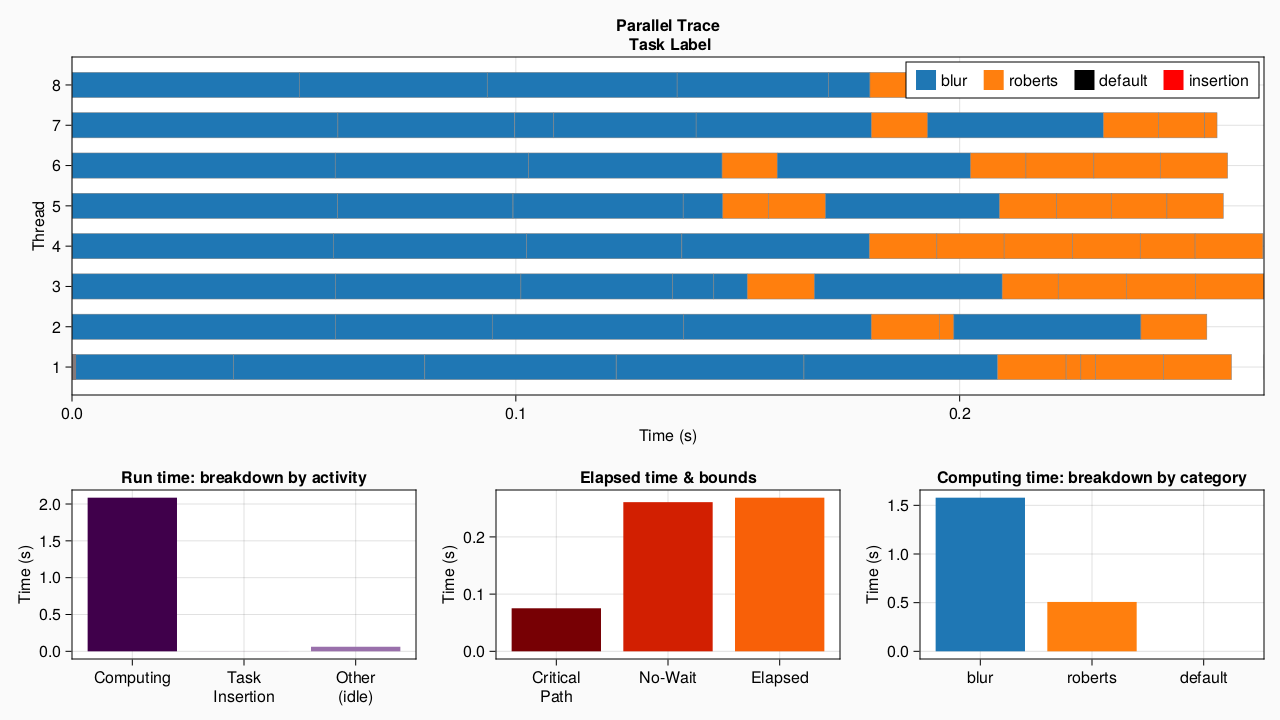 Parallel Trace
Task Label
blur roberts default insertion
Thread
8
7
6
5
4
3
2
1
0.0 0.1 0.2
Time (s)
Run time: breakdown by activity
Time (s)
2.0
1.5
1.0
0.5
0.0
Computing Task Insertion Other (idle)
Elapsed time & bounds
Time (s)
0.2
0.1
0.0
Critical Path No-Wait Elapsed
Computing time: breakdown by category
Time (s)
1.5
1.0
0.5
0.0
blur roberts default